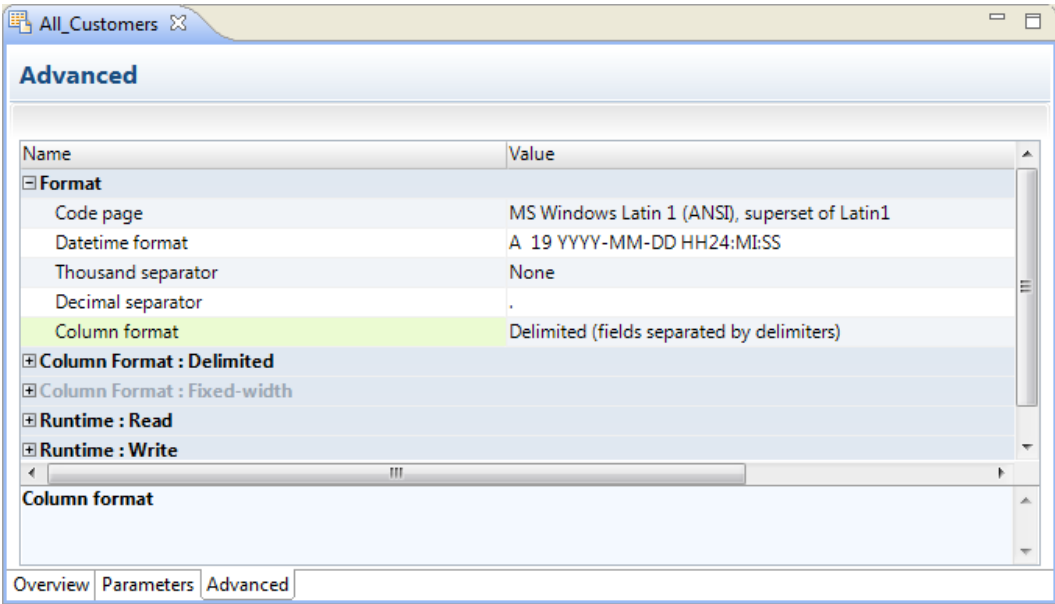 All_Customers
Advanced
Name Value
Format
Code page MS Windows Latin 1 (ANSI), superset of Latin1
Datetime format A 19 YYYY-MM-DD HH24:MI:SS
Thousand separator None
Decimal separator .
Column format Delimited (fields separated by delimiters)
Column Format : Delimited
Column Format : Fixed-width
Runtime : Read
Runtime : Write
Column format
Overview Parameters Advanced